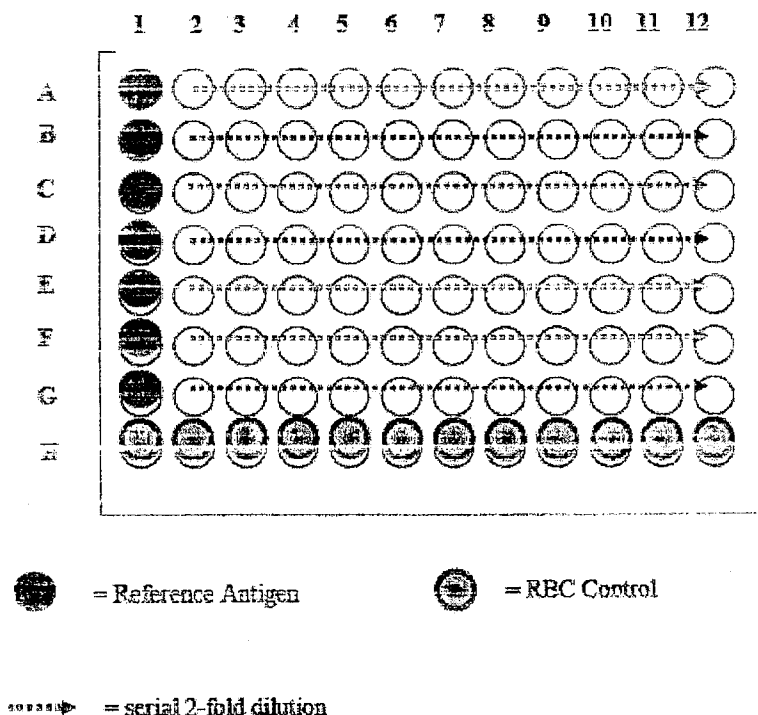 1 2 3 4 5 6 7 8 9 10 11 12
A
B
C
D
E
F
G
H
= Reference Antigen
= RBC Control
= serial 2-fold dilution